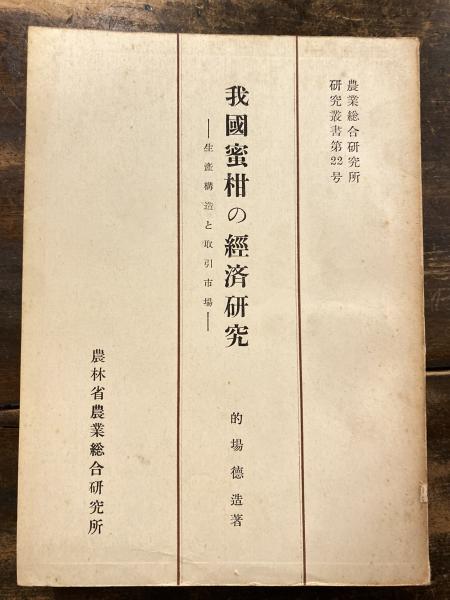 農業総合研究所
研究叢書第22号
我國蜜柑の經済研究
―生産構造と取引市場―
的場德造著
農林省農業総合研究所